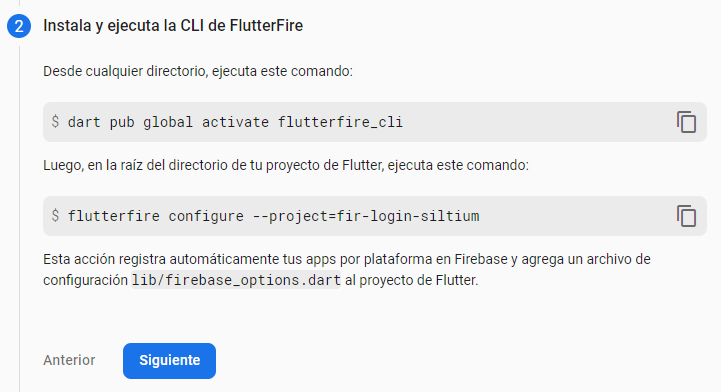 2 Instala y ejecuta la CLI de FlutterFire
Desde cualquier directorio, ejecuta este comando:
$ dart pub global activate flutterfire_cli
Luego, en la raíz del directorio de tu proyecto de Flutter, ejecuta este comando:
$ flutterfire configure --project=fir-login-siltium
Esta acción registra automáticamente tus apps por plataforma en Firebase y agrega un archivo de
configuración lib/firebase_options.dart al proyecto de Flutter.
Anterior Siguiente